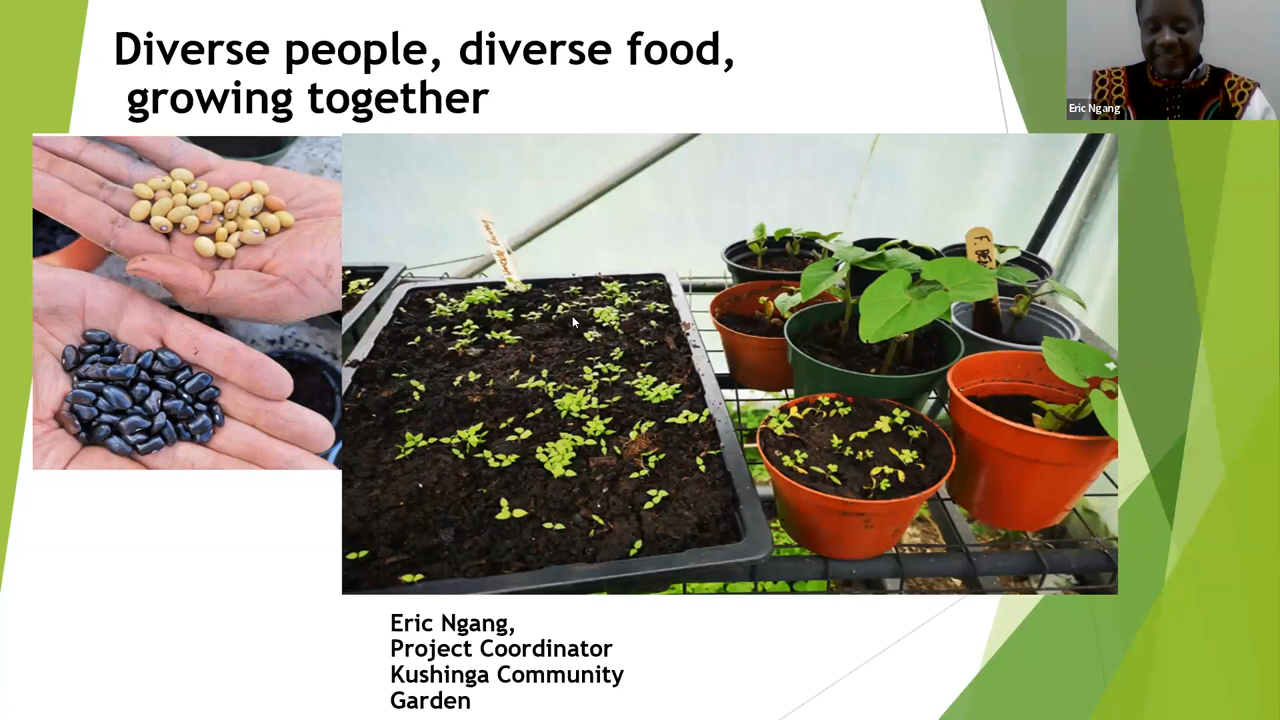 Diverse people, diverse food,
growing together
Eric Ngang
Eric Ngang,
Project Coordinator
Kushinga Community
Garden